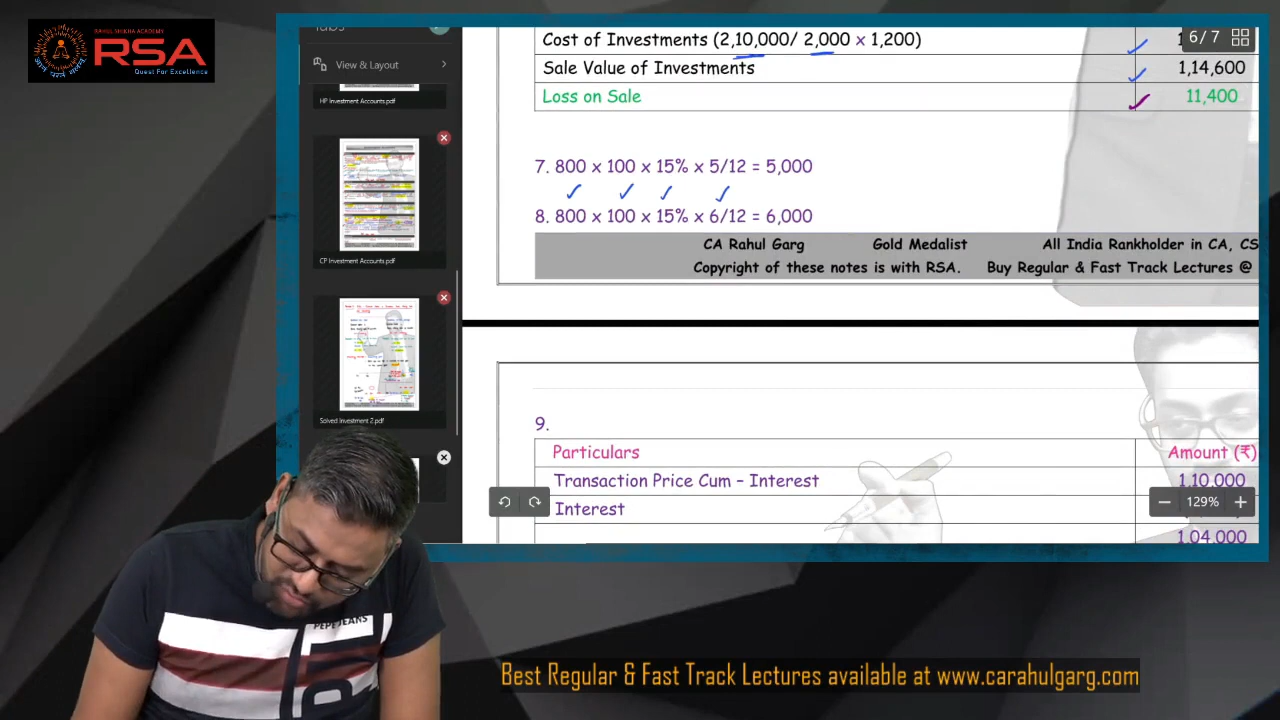 RAHUL SHIKHA ACADEMY
RSA
Quest For Excellence
View & Layout
HP Investment Accounts.pdf
CP Investment Accounts.pdf
Solved Investment 2.pdf
6/7
Cost of Investments (2,10,000/ 2,000 x 1,200)
Sale Value of Investments 1,14,600
Loss on Sale 11,400
7. 800 x 100 x 15% x 5/12 = 5,000
8. 800 x 100 x 15% x 6/12 = 6,000
CA Rahul Garg Gold Medalist All India Rankholder in CA, CS
Copyright of these notes is with RSA. Buy Regular & Fast Track Lectures @
9.
Particulars Amount (₹)
Transaction Price Cum – Interest 1,10,000
Interest
129%
1,04,000
PEPE JEANS
Best Regular & Fast Track Lectures available at www.carahulgarg.com